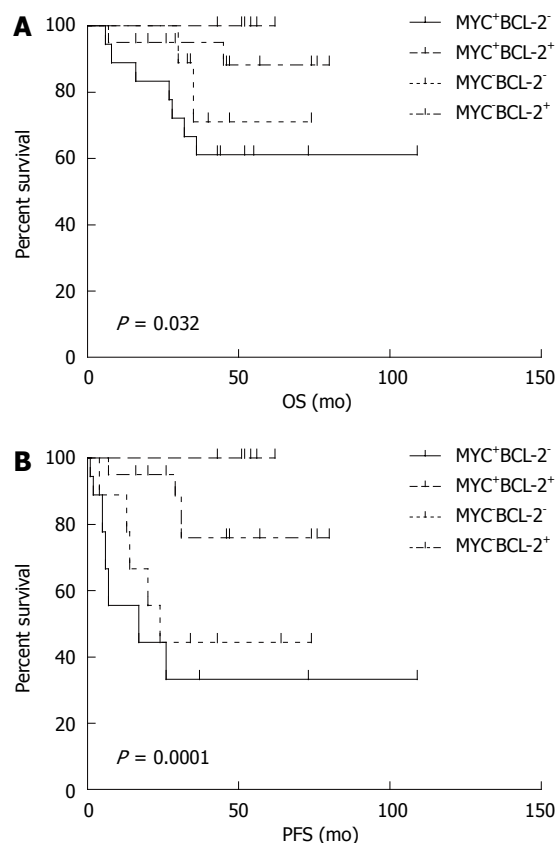 A
100
80
60
40
20
0
Percent survival
MYC⁺BCL-2⁻
MYC⁺BCL-2⁺
MYC⁻BCL-2⁻
MYC⁻BCL-2⁺
P = 0.032
0 50 100 150
OS (mo)
B
100
80
60
40
20
0
Percent survival
MYC⁺BCL-2⁻
MYC⁺BCL-2⁺
MYC⁻BCL-2⁻
MYC⁻BCL-2⁺
P = 0.0001
0 50 100 150
PFS (mo)